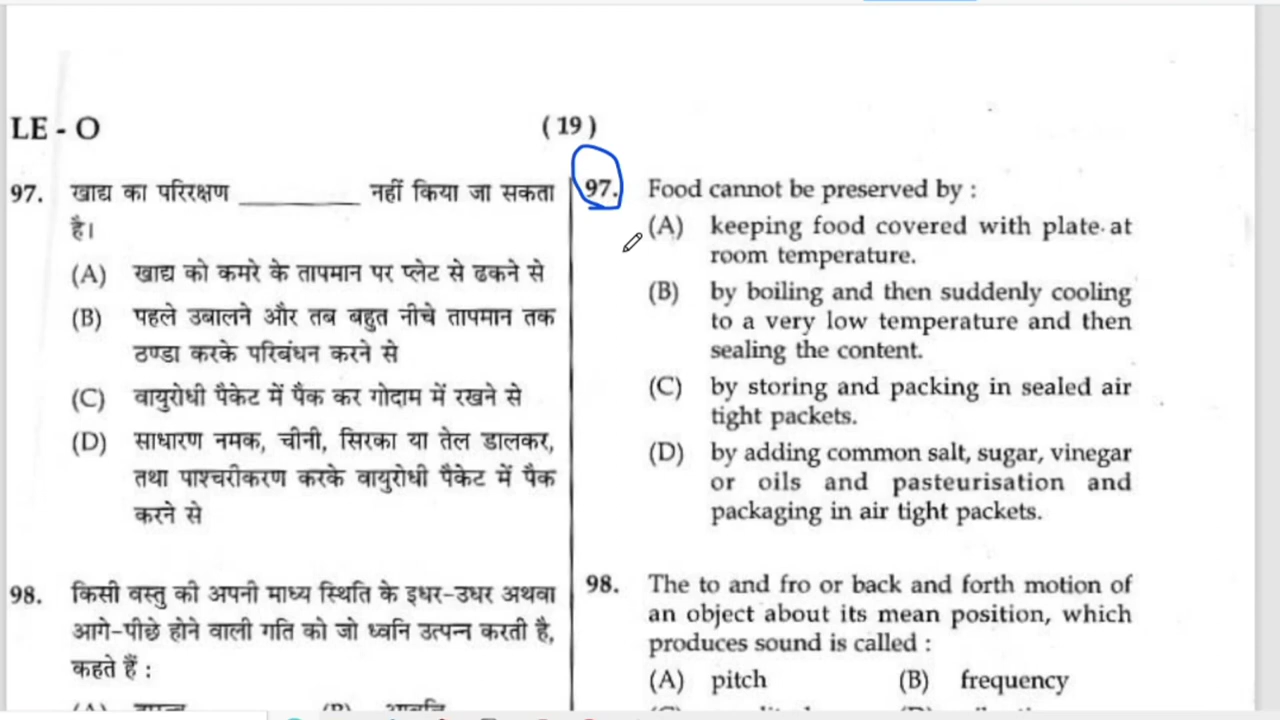 LE - O
( 19 )
97. खाद्य का परिरक्षण __________ नहीं किया जा सकता
है।
(A) खाद्य को कमरे के तापमान पर प्लेट से ढकने से
(B) पहले उबालने और तब बहुत नीचे तापमान तक
ठण्डा करके परिबंधन करने से
(C) वायुरोधी पैकेट में पैक कर गोदाम में रखने से
(D) साधारण नमक, चीनी, सिरका या तेल डालकर,
तथा पाश्चरीकरण करके वायुरोधी पैकेट में पैक
करने से
98. किसी वस्तु की अपनी माध्य स्थिति के इधर-उधर अथवा
आगे-पीछे होने वाली गति को जो ध्वनि उत्पन्न करती है,
कहते हैं :
97. Food cannot be preserved by :
(A) keeping food covered with plate at
room temperature.
(B) by boiling and then suddenly cooling
to a very low temperature and then
sealing the content.
(C) by storing and packing in sealed air
tight packets.
(D) by adding common salt, sugar, vinegar
or oils and pasteurisation and
packaging in air tight packets.
98. The to and fro or back and forth motion of
an object about its mean position, which
produces sound is called :
(A) pitch (B) frequency